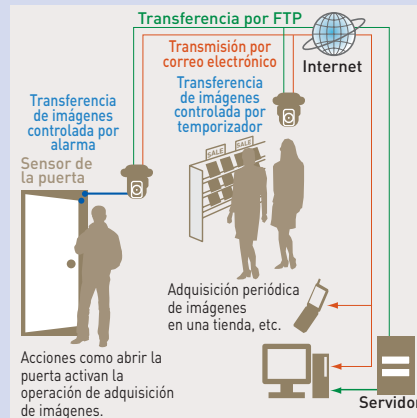 Transferencia por FTP
Transmisión por
correo electrónico
Internet
Transferencia
de imágenes
controlada por
temporizador
Transferencia
de imágenes
controlada por
alarma
Sensor de
la puerta
SALE
SALE
Adquisición periódica
de imágenes
en una tienda, etc.
Acciones como abrir la
puerta activan la
operación de adquisición
de imágenes.
Servidor